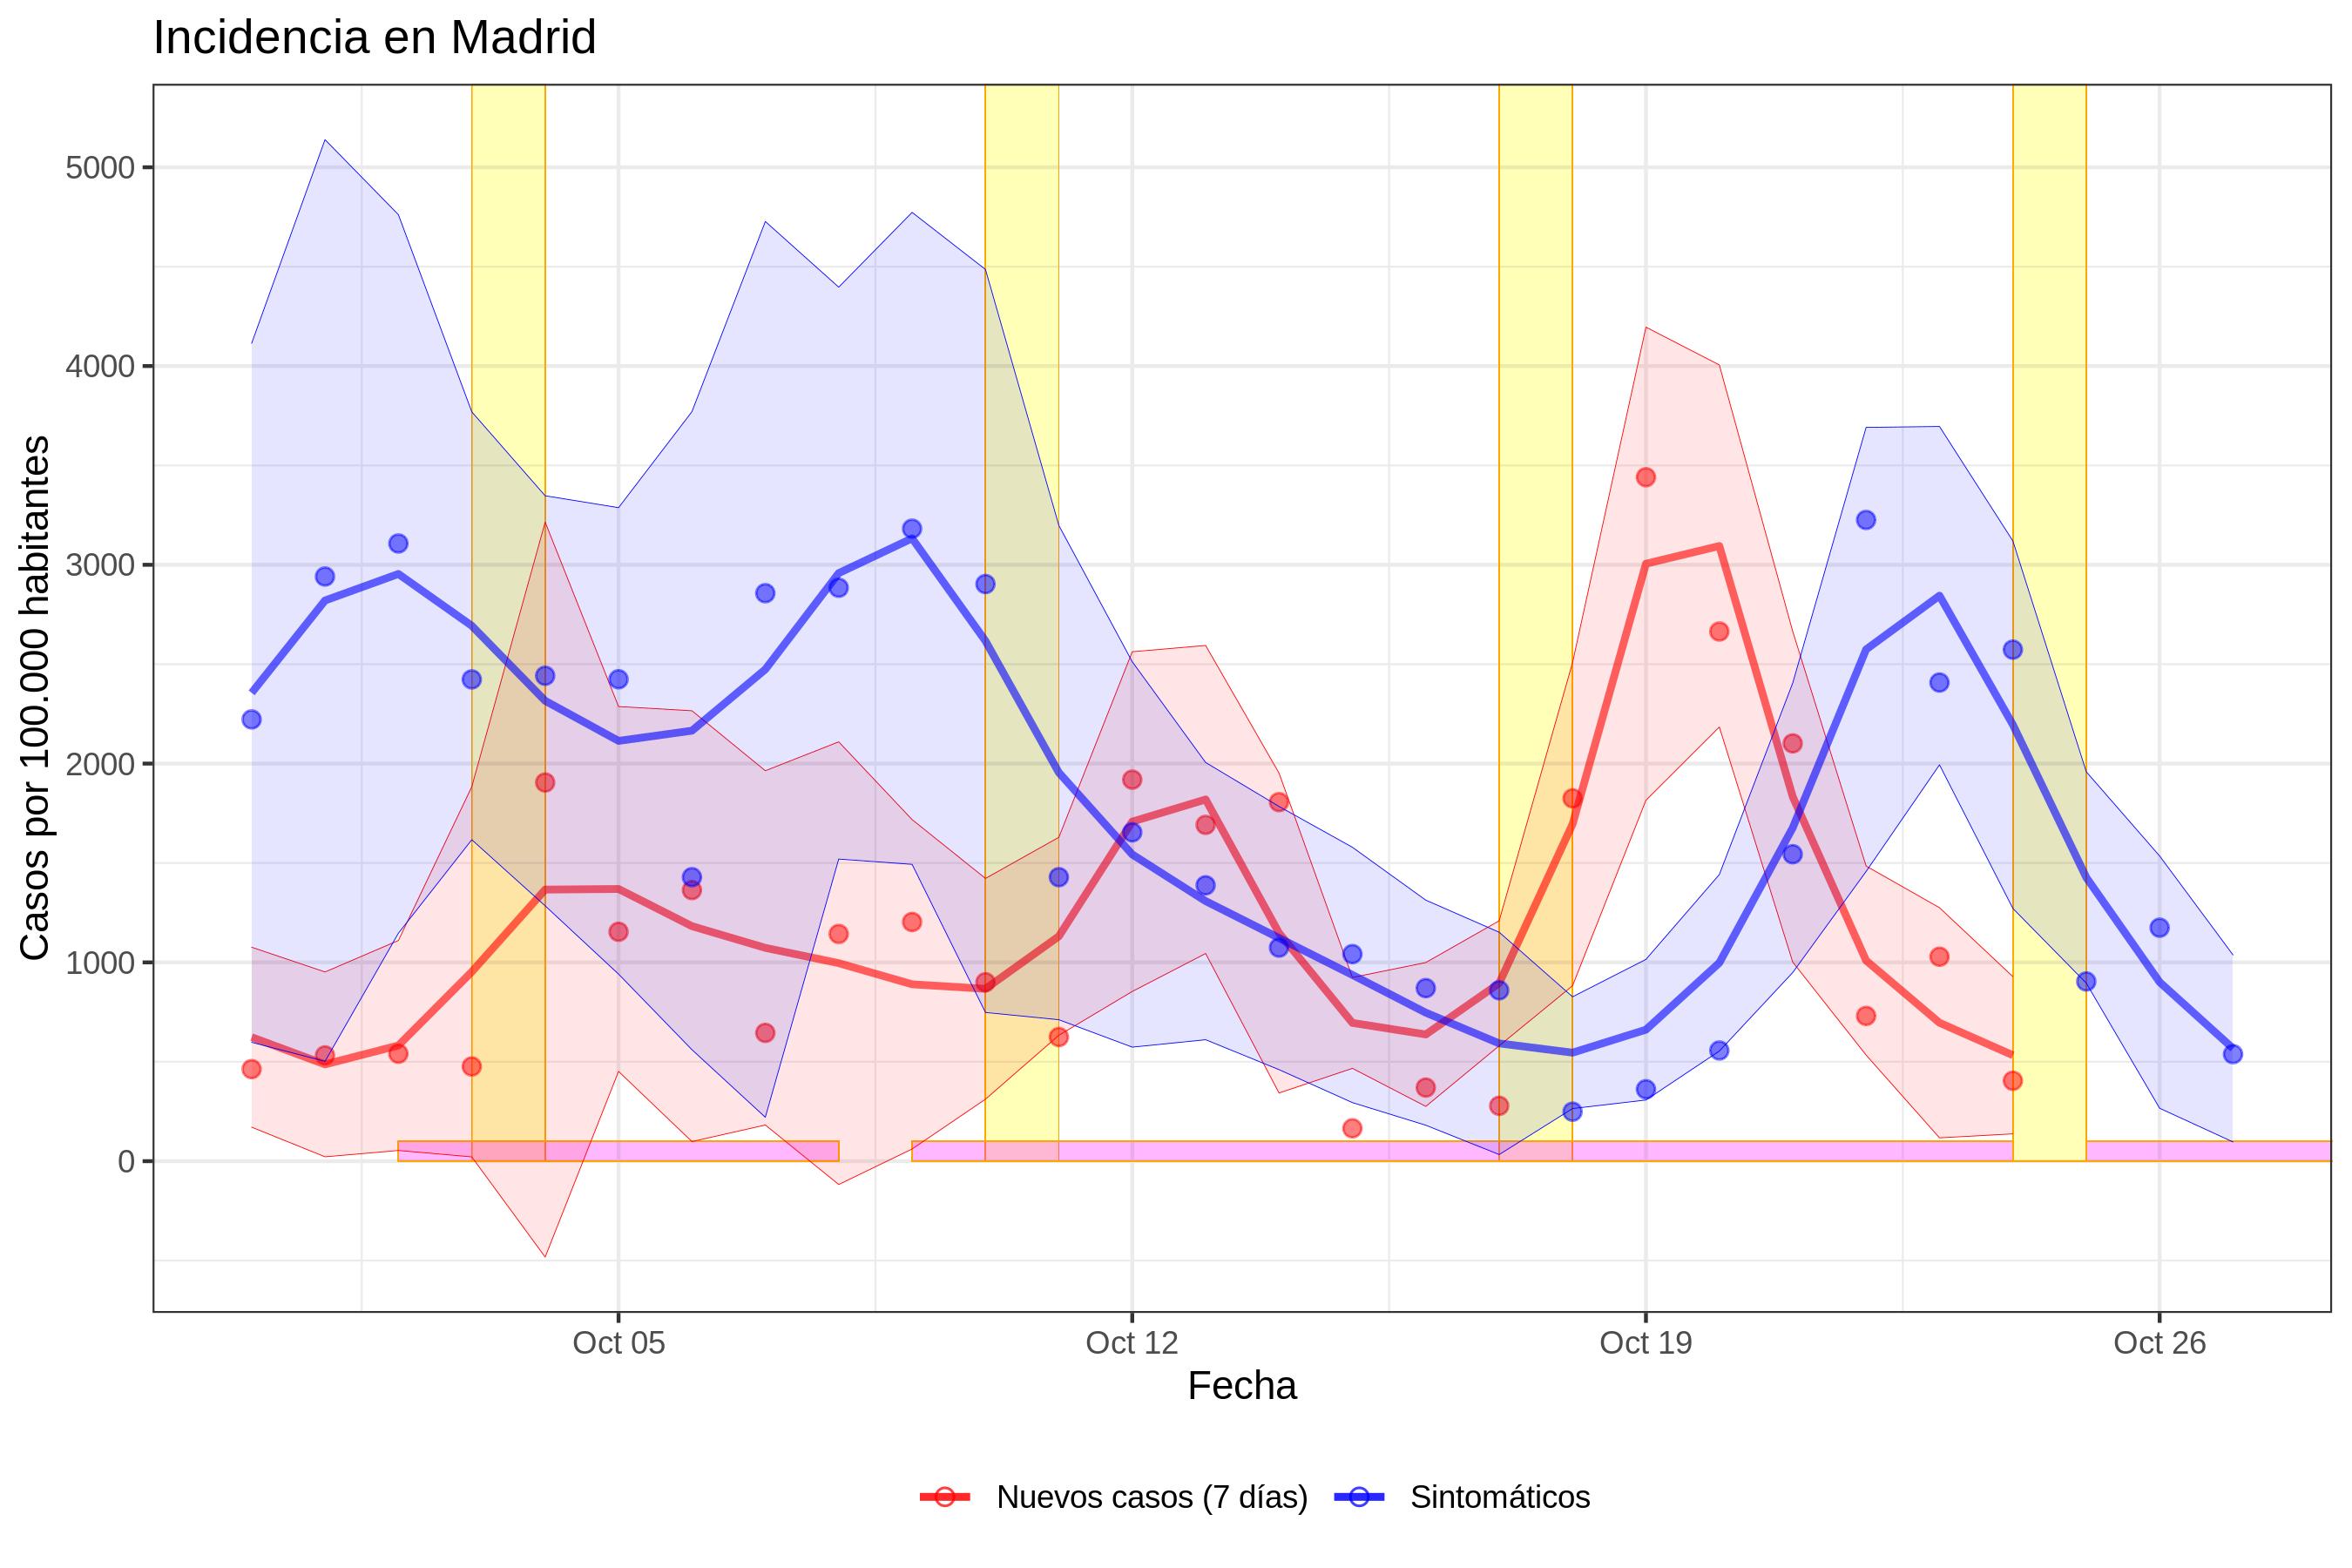 Incidencia en Madrid
Casos por 100.000 habitantes
5000
4000
3000
2000
1000
0
Oct 05
Oct 12
Oct 19
Oct 26
Fecha
Nuevos casos (7 días)
Sintomáticos